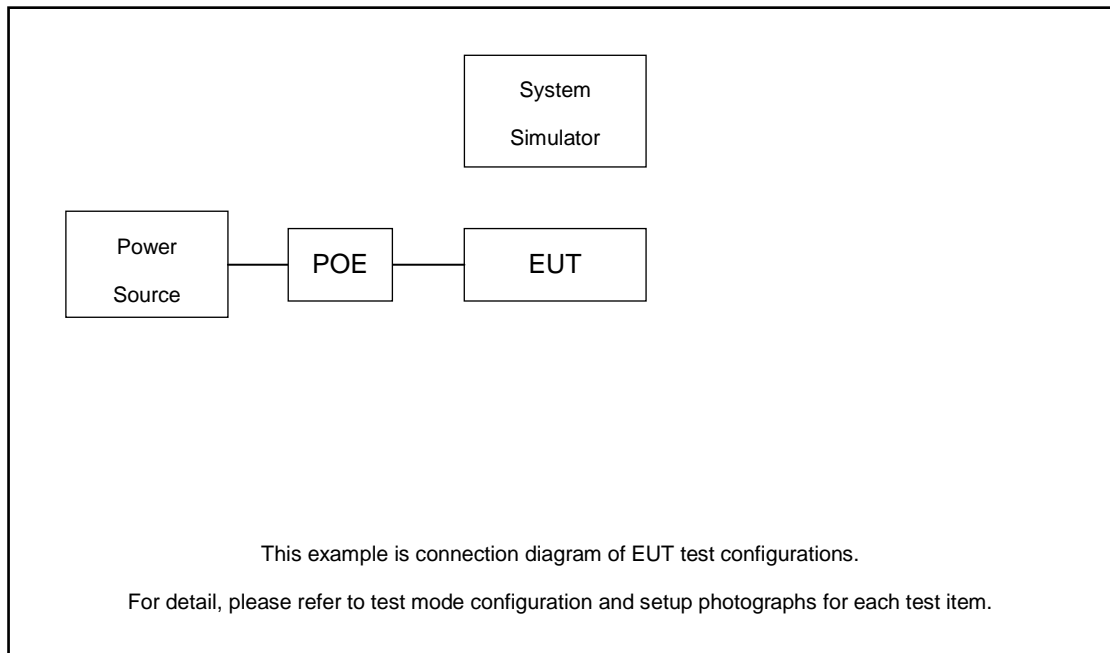 System
Simulator
Power
Source
POE
EUT
This example is connection diagram of EUT test configurations.
For detail, please refer to test mode configuration and setup photographs for each test item.